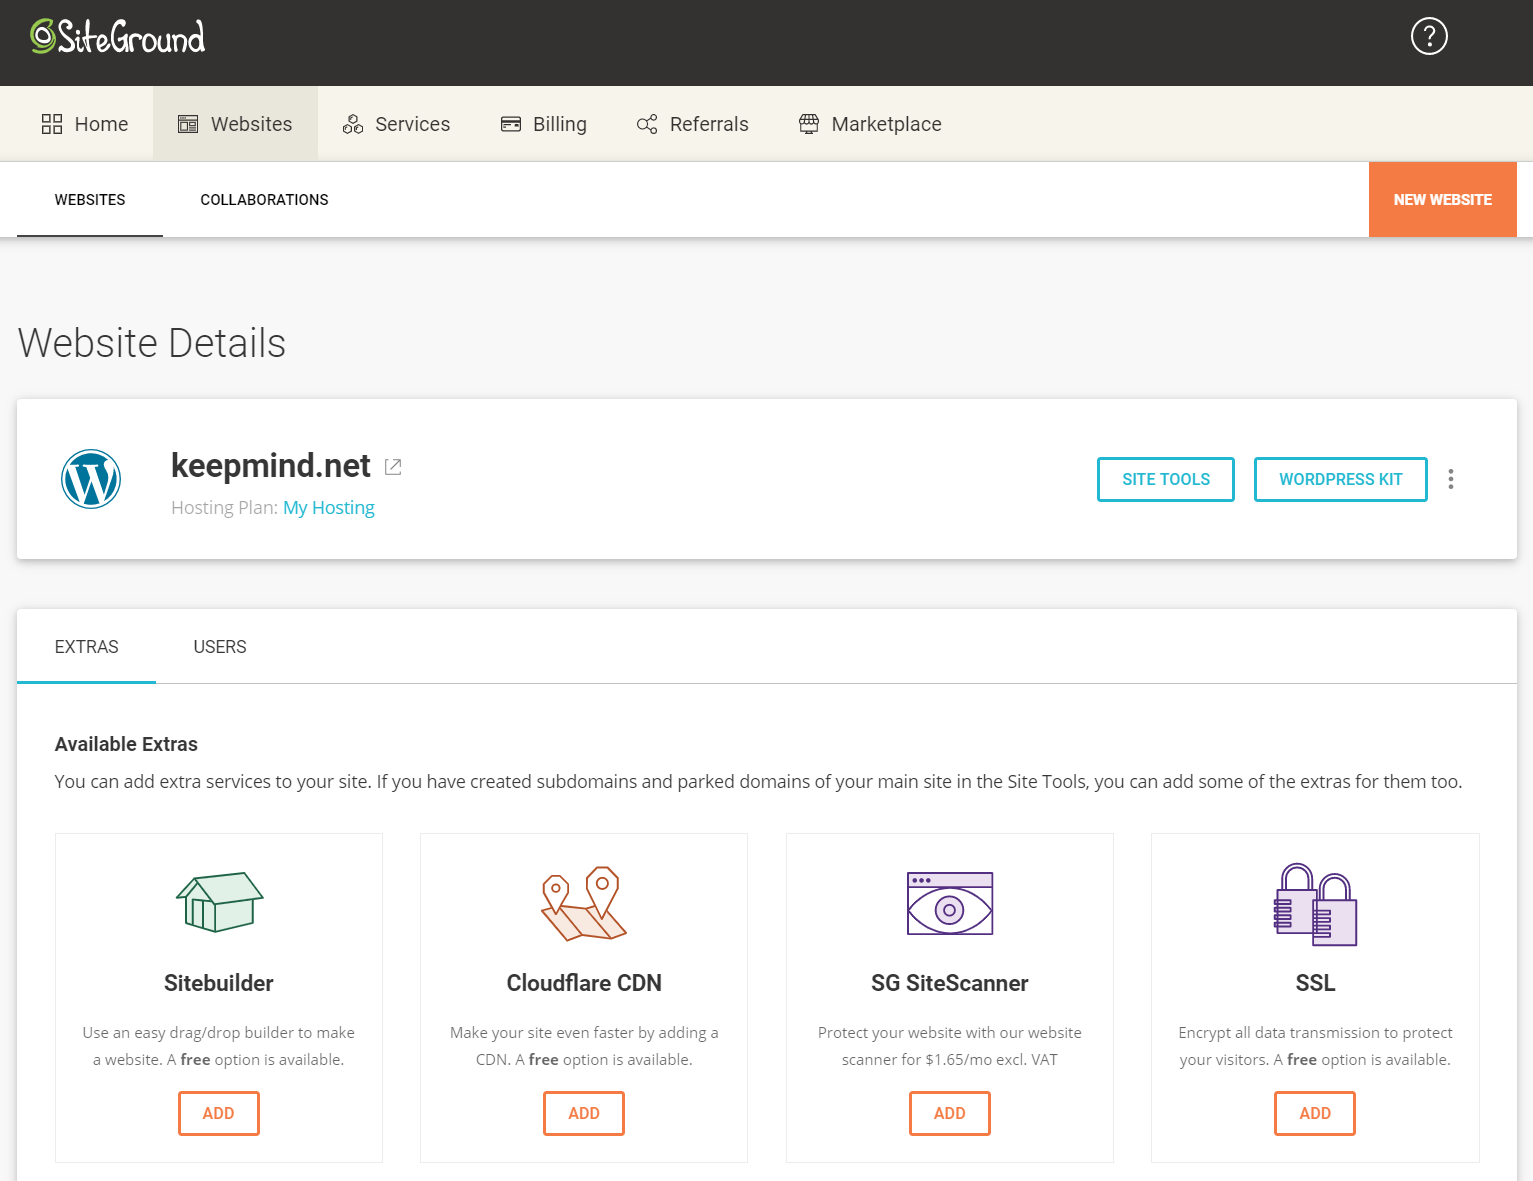 SiteGround
?
Home
Websites
Services
Billing
Referrals
Marketplace
WEBSITES
COLLABORATIONS
NEW WEBSITE
Website Details
keepmind.net
Hosting Plan: My Hosting
SITE TOOLS
WORDPRESS KIT
EXTRAS
USERS
Available Extras
You can add extra services to your site. If you have created subdomains and parked domains of your main site in the Site Tools, you can add some of the extras for them too.
Sitebuilder
Use an easy drag/drop builder to make
a website. A free option is available.
ADD
Cloudflare CDN
Make your site even faster by adding a
CDN. A free option is available.
ADD
SG SiteScanner
Protect your website with our website
scanner for $1.65/mo excl. VAT
ADD
SSL
Encrypt all data transmission to protect
your visitors. A free option is available.
ADD